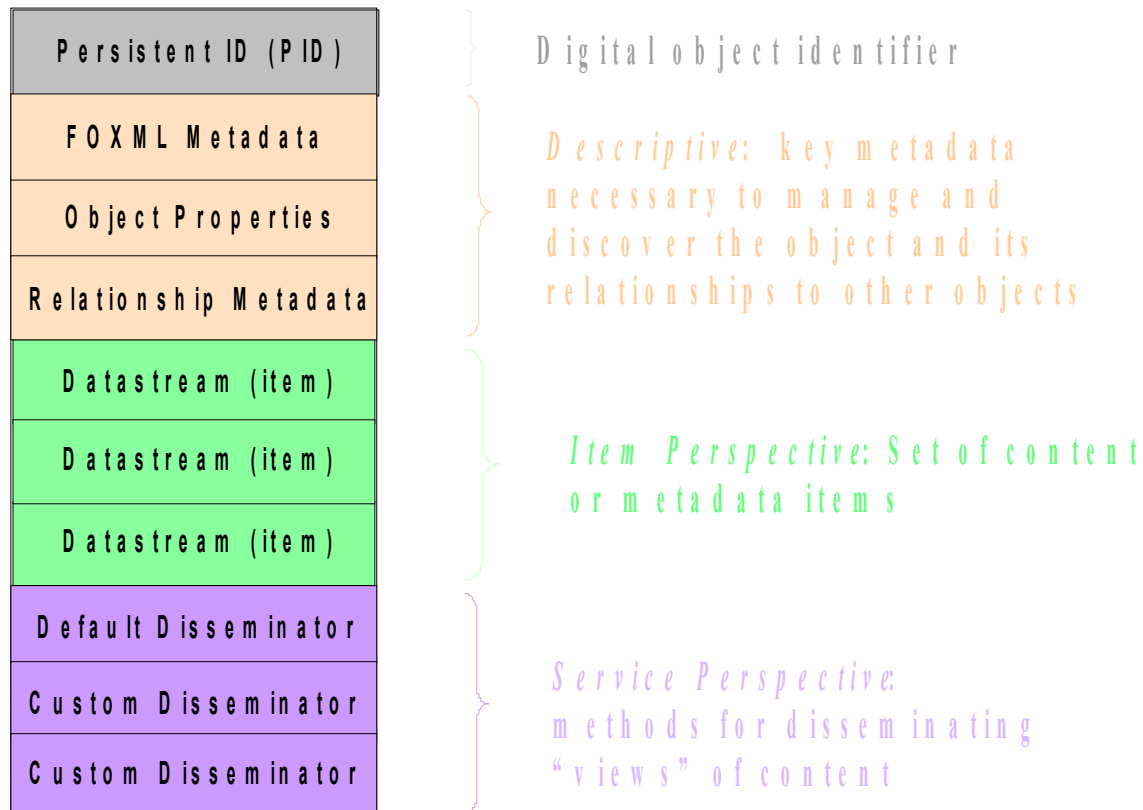 Persistent ID (PID)
Digital object identifier
FOXML Metadata
Object Properties
Relationship Metadata
Descriptive: key metadata
necessary to manage and
discover the object and its
relationships to other objects
Datastream (item)
Datastream (item)
Datastream (item)
Item Perspective: Set of content
or metadata items
Default Disseminator
Custom Disseminator
Custom Disseminator
Service Perspective:
methods for disseminating
“views” of content